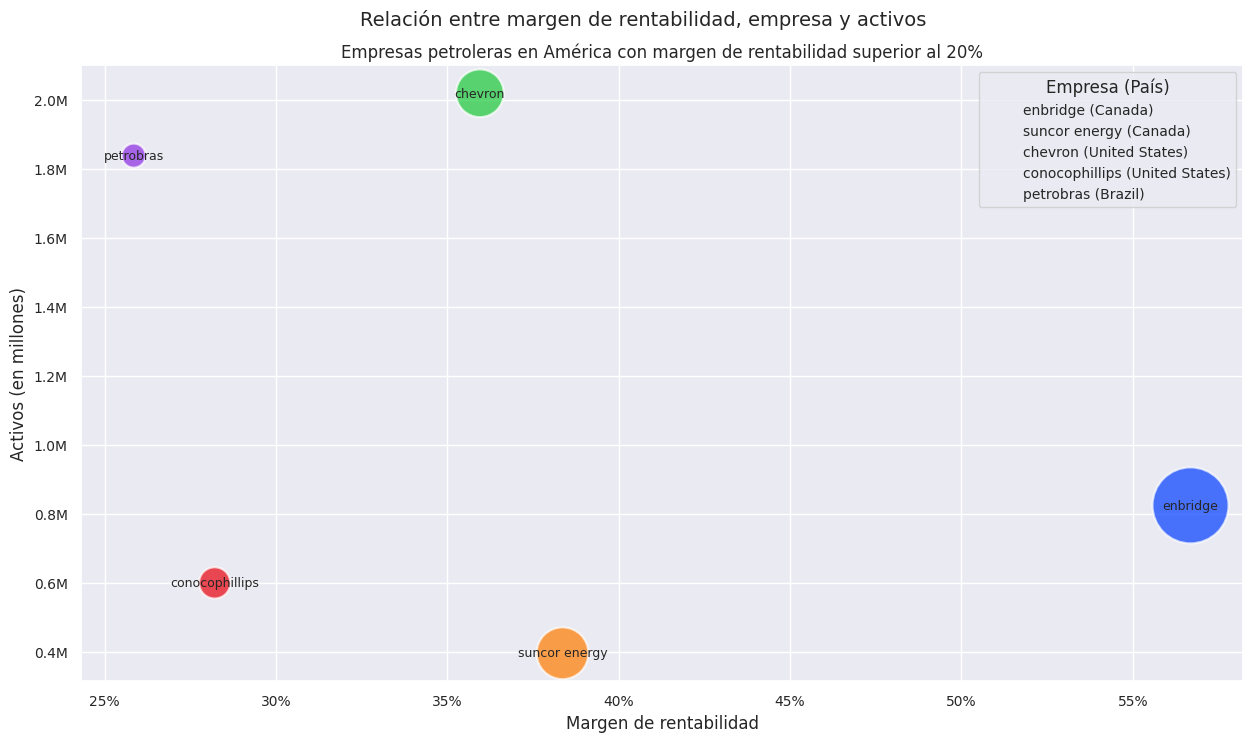 Relación entre margen de rentabilidad, empresa y activos
Empresas petroleras en América con margen de rentabilidad superior al 20%
Empresa (País)
enbridge (Canada)
suncor energy (Canada)
chevron (United States)
conocophillips (United States)
petrobras (Brazil)
chevron
petrobras
enbridge
conocophillips
suncor energy
Activos (en millones)
2.0M
1.8M
1.6M
1.4M
1.2M
1.0M
0.8M
0.6M
0.4M
25% 30% 35% 40% 45% 50% 55%
Margen de rentabilidad